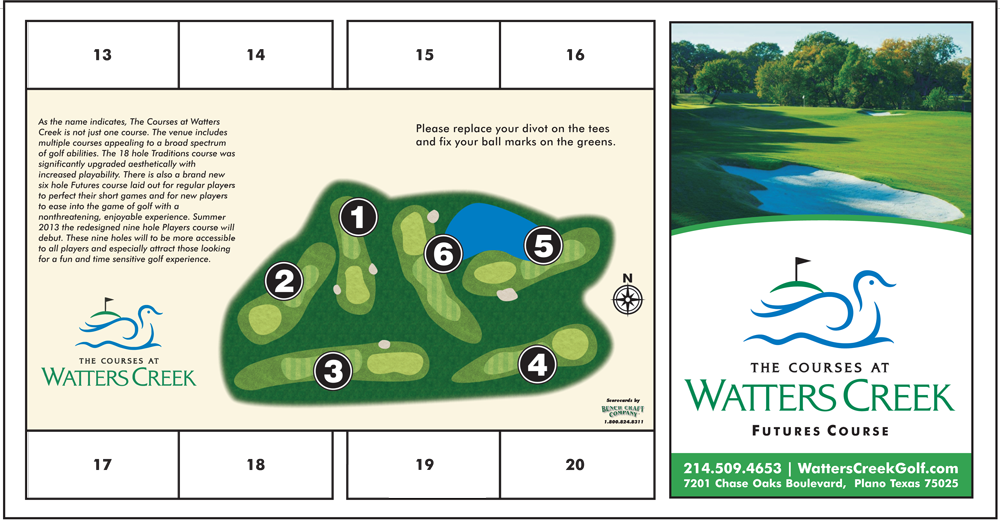 13
14
15
16
As the name indicates, The Courses at Watters
Creek is not just one course. The venue includes
multiple courses appealing to a broad spectrum
of golf abilities. The 18 hole Traditions course was
significantly upgraded aesthetically with
increased playability. There is also a brand new
six hole Futures course laid out for regular players
to perfect their short games and for new players
to ease into the game of golf with a
nonthreatening, enjoyable experience. Summer
2013 the redesigned nine hole Players course will
debut. These nine holes will to be more accessible
to all players and especially attract those looking
for a fun and time sensitive golf experience.
THE COURSES AT
WATTERS CREEK
Please replace your divot on the tees
and fix your ball marks on the greens.
1
2
3
4
5
6
N
Scorecards by
BENCH CRAFT
COMPANY
1.800.824.8311
17
18
19
20
THE COURSES AT
WATTERS CREEK
FUTURES COURSE
214.509.4653 | WattersCreekGolf.com
7201 Chase Oaks Boulevard, Plano Texas 75025